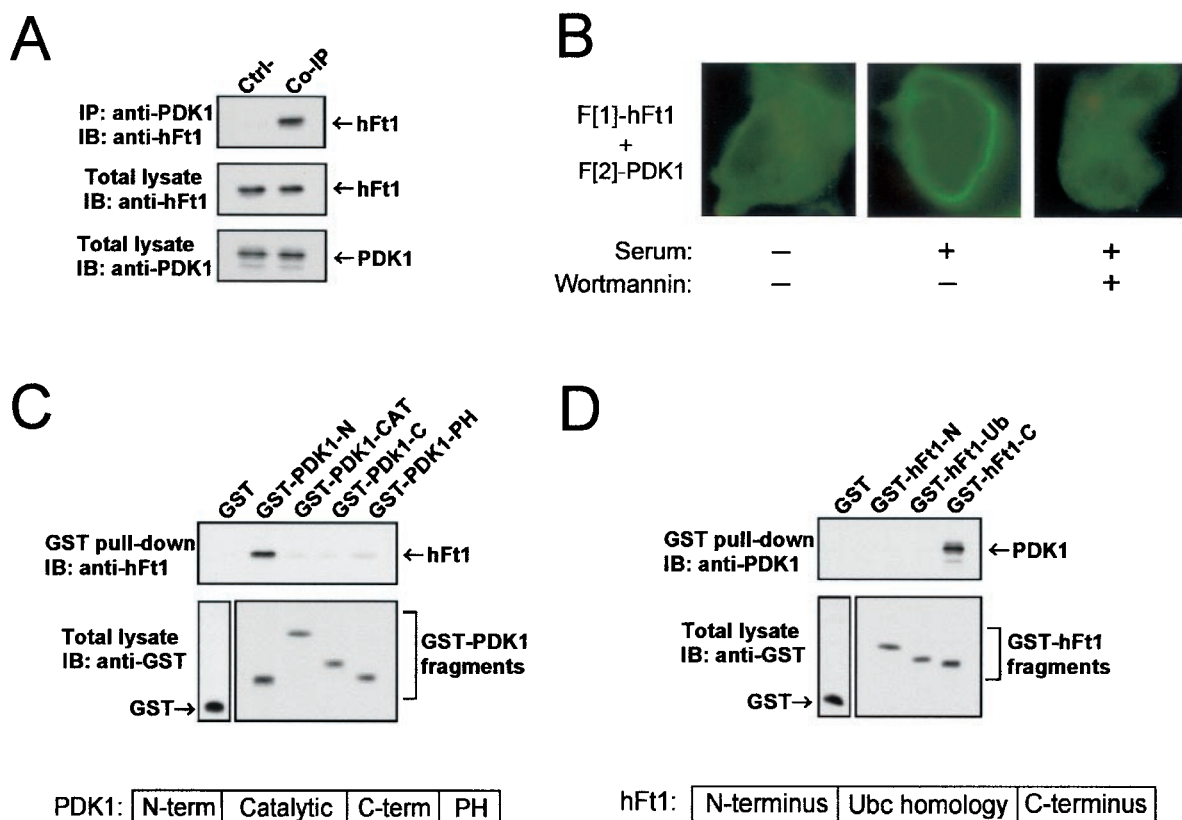 A
Ctrl-
Co-IP
IP: anti-PDK1
IB: anti-hFt1
←hFt1
Total lysate
IB: anti-hFt1
←hFt1
Total lysate
IB: anti-PDK1
←PDK1
B
F[1]-hFt1
+
F[2]-PDK1
Serum: – + +
Wortmannin: – – +
C
GST
GST-PDK1-N
GST-PDK1-CAT
GST-PDk1-C
GST-PDK1-PH
GST pull-down
IB: anti-hFt1
←hFt1
Total lysate
IB: anti-GST
GST-PDK1
fragments
GST→
PDK1: N-term Catalytic C-term PH
D
GST
GST-hFt1-N
GST-hFt1-Ub
GST-hFt1-C
GST pull-down
IB: anti-PDK1
←PDK1
Total lysate
IB: anti-GST
GST-hFt1
fragments
GST→
hFt1: N-terminus Ubc homology C-terminus